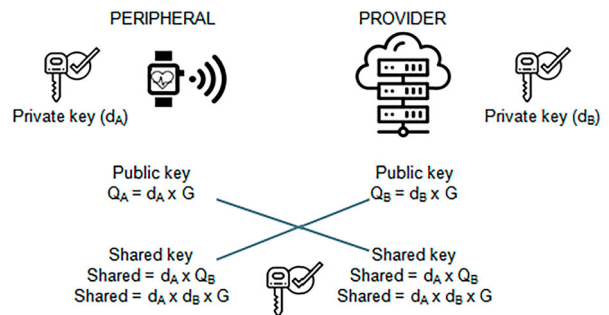 PERIPHERAL
PROVIDER
Private key (dA)
Private key (dB)
Public key
QA = dA x G
Public key
QB = dB x G
Shared key
Shared = dA x QB
Shared = dA x dB x G
Shared key
Shared = dA x QB
Shared = dA x dB x G